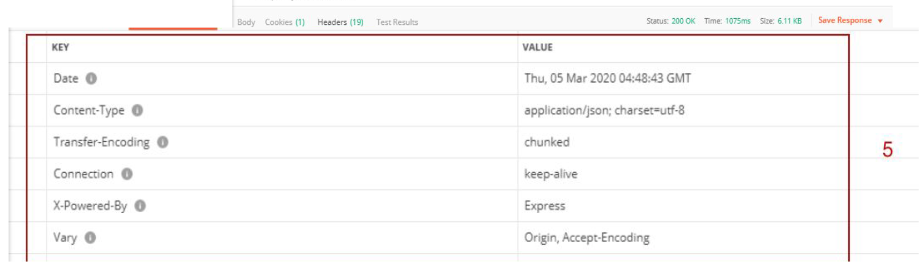 Body Cookies (1) Headers (19) Test Results Status: 200 OK Time: 1075ms Size: 6.11 KB Save Response
KEY VALUE
Date Thu, 05 Mar 2020 04:48:43 GMT
Content-Type application/json; charset=utf-8
Transfer-Encoding chunked
5
Connection keep-alive
X-Powered-By Express
Vary Origin, Accept-Encoding